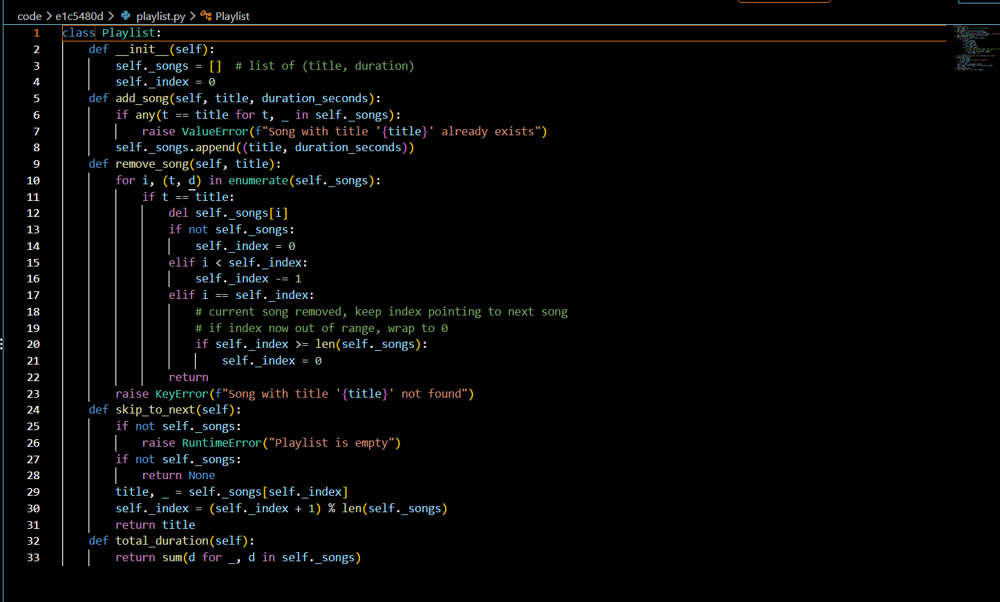 code > e1c5480d > playlist.py > Playlist
1 class Playlist:
2     def __init__(self):
3         self._songs = []  # list of (title, duration)
4         self._index = 0
5     def add_song(self, title, duration_seconds):
6         if any(t == title for t, _ in self._songs):
7             raise ValueError(f"Song with title '{title}' already exists")
8         self._songs.append((title, duration_seconds))
9     def remove_song(self, title):
10         for i, (t, d) in enumerate(self._songs):
11             if t == title:
12                 del self._songs[i]
13                 if not self._songs:
14                     self._index = 0
15                 elif i < self._index:
16                     self._index -= 1
17                 elif i == self._index:
18                     # current song removed, keep index pointing to next song
19                     # if index now out of range, wrap to 0
20                     if self._index >= len(self._songs):
21                         self._index = 0
22                 return
23         raise KeyError(f"Song with title '{title}' not found")
24     def skip_to_next(self):
25         if not self._songs:
26             raise RuntimeError("Playlist is empty")
27         if not self._songs:
28             return None
29         title, _ = self._songs[self._index]
30         self._index = (self._index + 1) % len(self._songs)
31         return title
32     def total_duration(self):
33         return sum(d for _, d in self._songs)